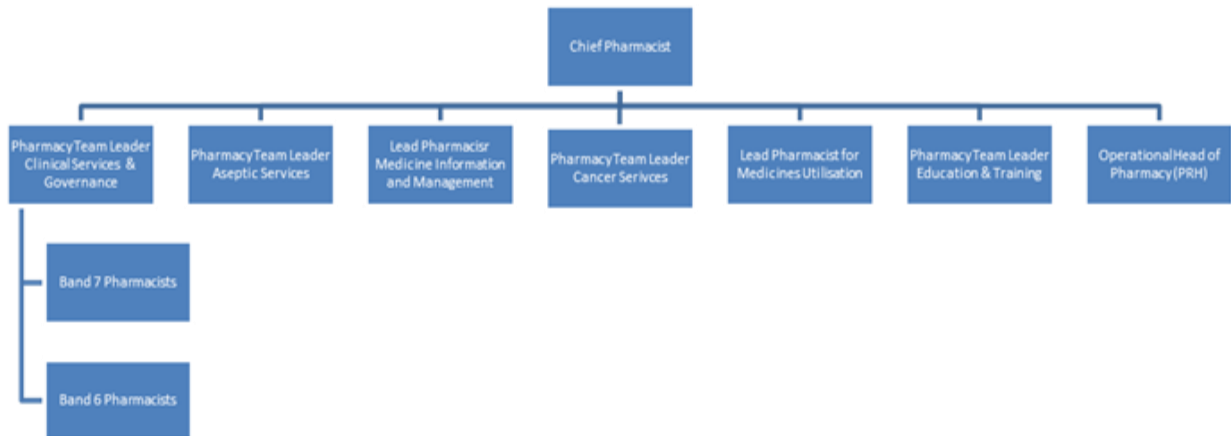 Chief Pharmacist
Pharmacy Team Leader
Clinical Services &
Governance
Pharmacy Team Leader
Aseptic Services
Lead Pharmacisr
Medicine Information
and Management
Pharmacy Team Leader
Cancer Serivces
Lead Pharmacist for
Medicines Utilisation
Pharmacy Team Leader
Education & Training
Operational Head of
Pharmacy (PRH)
Band 7 Pharmacists
Band 6 Pharmacists